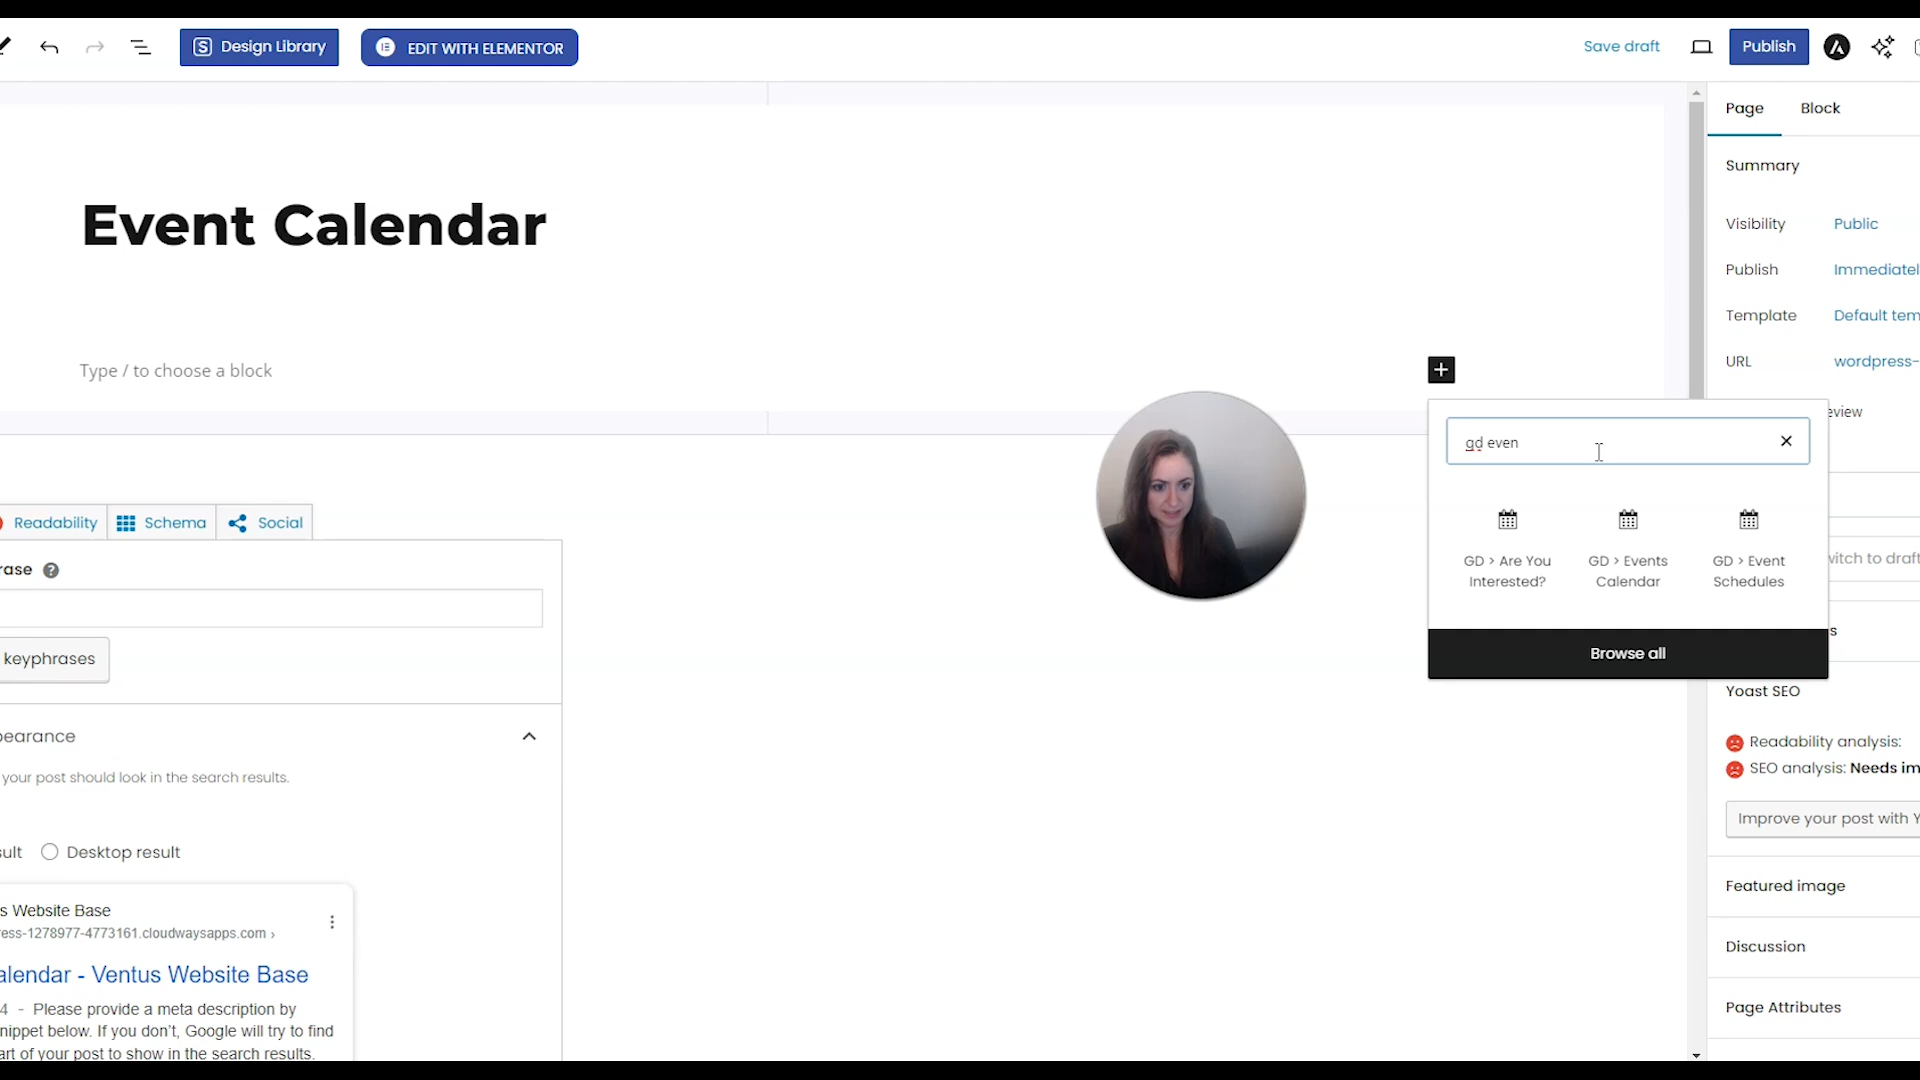 S Design Library
EDIT WITH ELEMENTOR
Save draft
Publish
Page
Block
Summary
Event Calendar
Visibility
Public
Publish
Immediatel
Template
Default tem
URL
wordpress-
Type / to choose a block
eview
gd even
Readability
Schema
Social
GD > Are You
Interested?
GD > Events
Calendar
GD > Event
Schedules
witch to draft
rase ?
s
Browse all
keyphrases
Yoast SEO
Readability analysis:
SEO analysis: Needs im
pearance
your post should look in the search results.
Improve your post with Y
sult
Desktop result
Featured image
s Website Base
ess-1278977-4773161.cloudwaysapps.com ›
Discussion
alendar - Ventus Website Base
4 - Please provide a meta description by
nippet below. If you don't, Google will try to find
art of your post to show in the search results.
Page Attributes